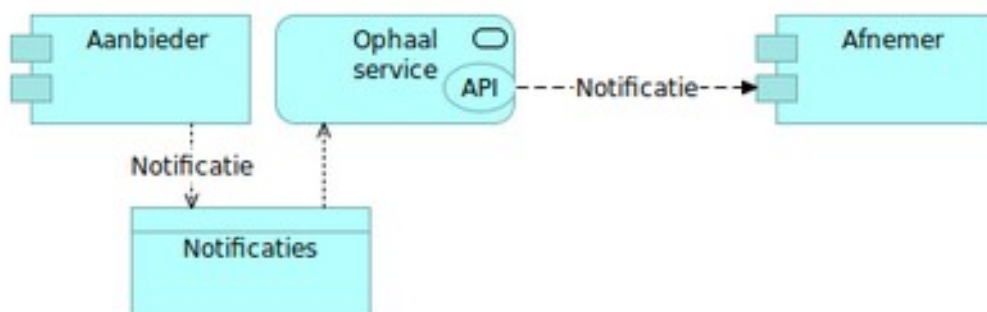 Aanbieder
Ophaal
service
API
Notificatie
Afnemer
Notificatie
Notificaties